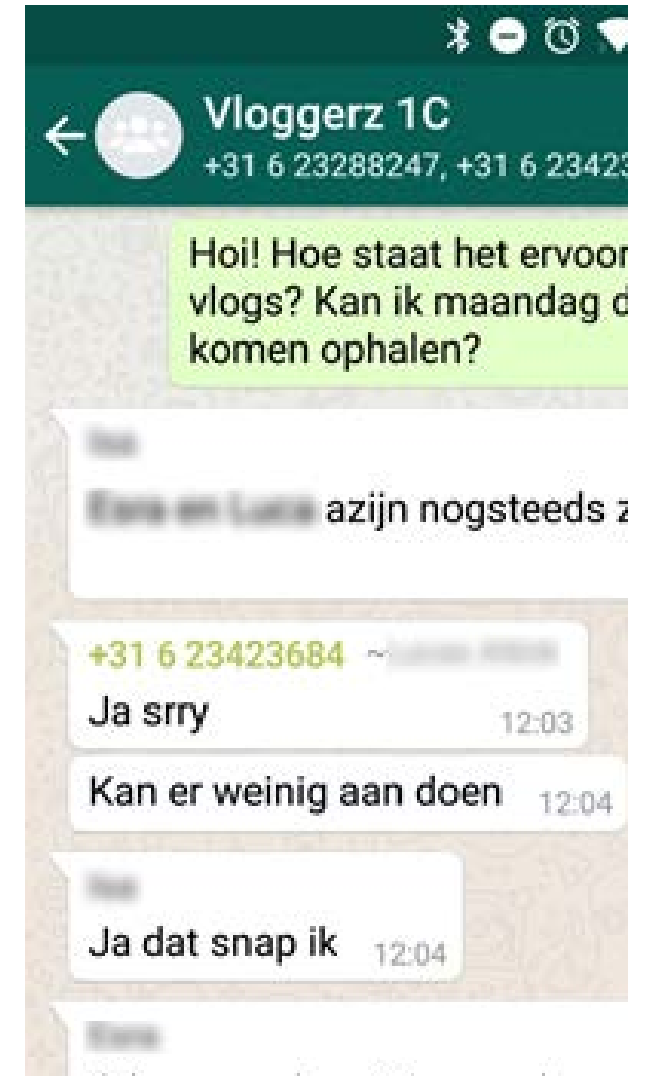 Vloggerz 1C
+31 6 23288247, +31 6 23423
Hoi! Hoe staat het ervoor
vlogs? Kan ik maandag d
komen ophalen?
azijn nogsteeds z
+31 6 23423684 ~
Ja srry 12:03
Kan er weinig aan doen 12:04
Ja dat snap ik 12:04